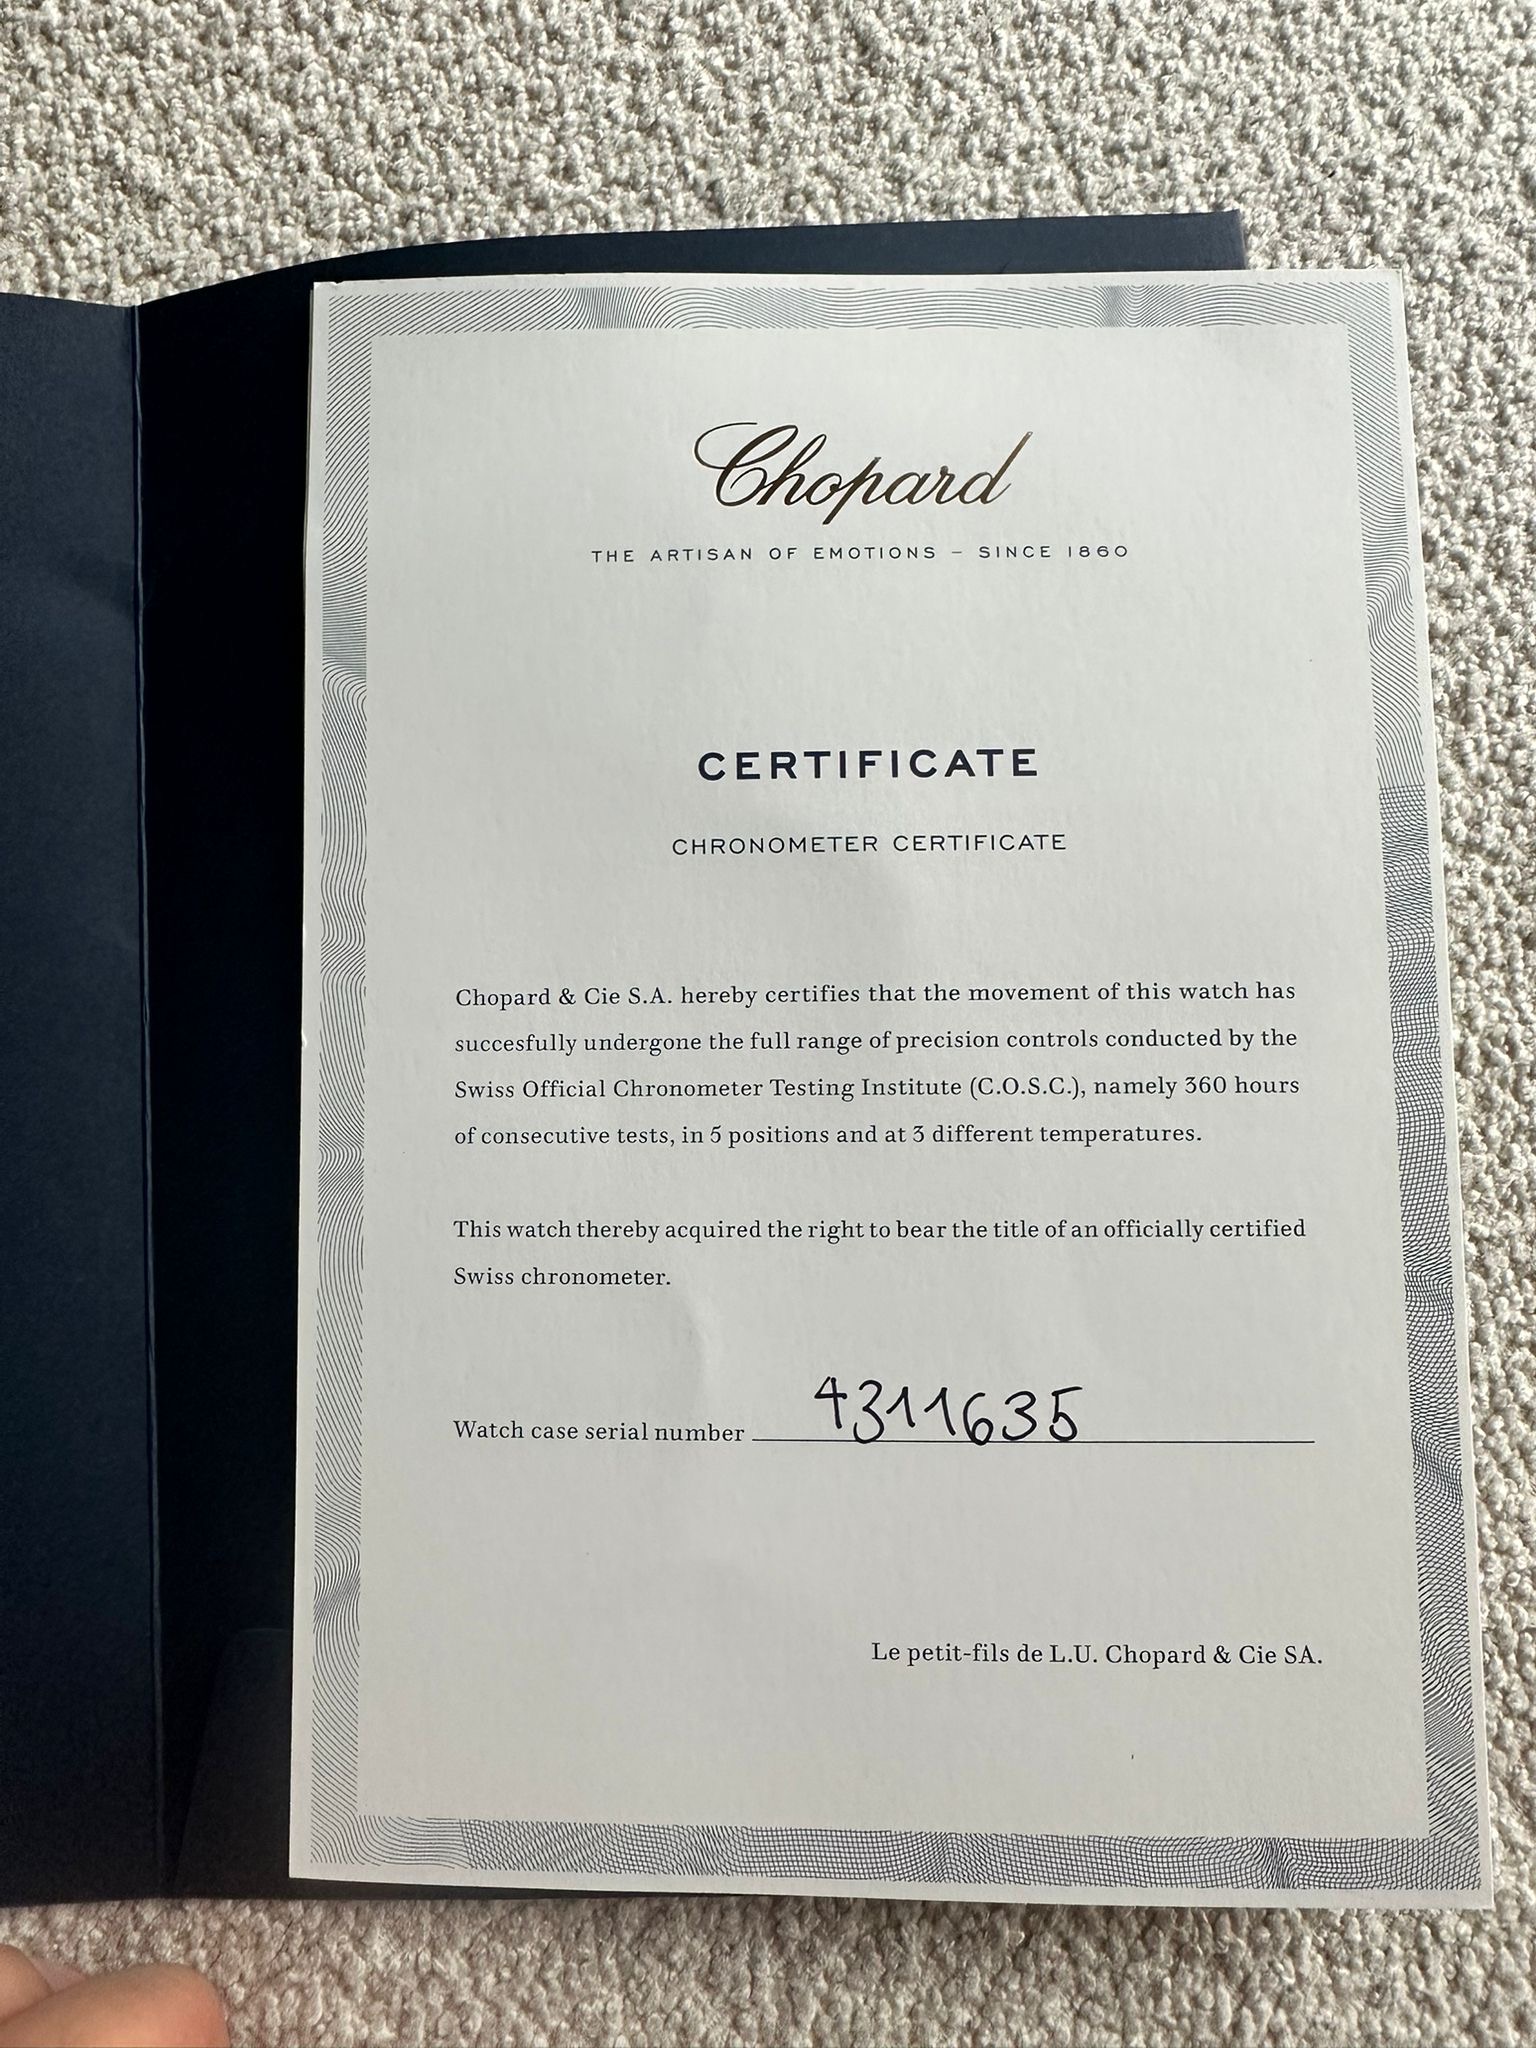 Chopard
THE ARTISAN OF EMOTIONS – SINCE 1860
CERTIFICATE
CHRONOMETER CERTIFICATE
Chopard & Cie S.A. hereby certifies that the movement of this watch has
succesfully undergone the full range of precision controls conducted by the
Swiss Official Chronometer Testing Institute (C.O.S.C.), namely 360 hours
of consecutive tests, in 5 positions and at 3 different temperatures.
This watch thereby acquired the right to bear the title of an officially certified
Swiss chronometer.
Watch case serial number 4311635
Le petit-fils de L.U. Chopard & Cie SA.